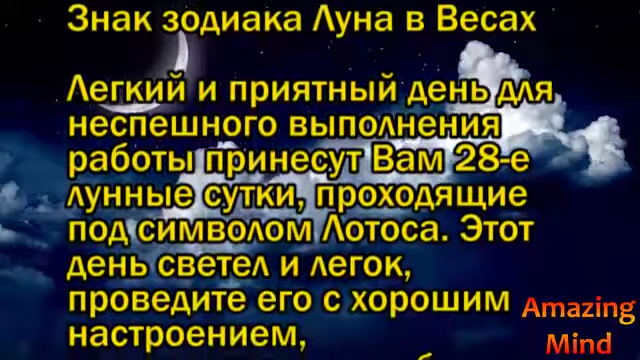 Знак зодиака Луна в Весах
Легкий и приятный день для
неспешного выполнения
работы принесут Вам 28-е
лунные сутки, проходящие
под символом Лотоса. Этот
день светел и легок,
проведите его с хорошим
настроением,
Amazing
Mind